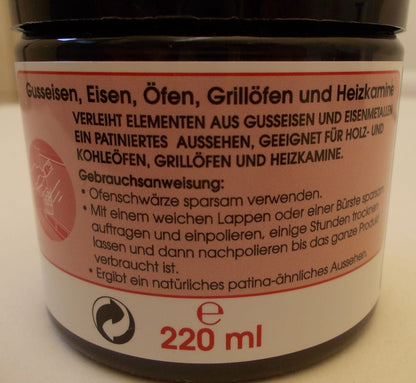 Gusseisen, Eisen, Öfen, Grillöfen und Heizkamine
VERLEIHT ELEMENTEN AUS GUSSEISEN UND EISENMETALLEN
EIN PATINIERTES AUSSEHEN, GEEIGNET FÜR HOLZ- UND
KOHLEÖFEN, GRILLÖFEN UND HEIZKAMINE.
Gebrauchsanweisung:
• Ofenschwärze sparsam verwenden.
• Mit einem weichen Lappen oder einer Bürste sparsam
auftragen und einpolieren, einige Stunden trocknen
lassen und dann nachpolieren bis das ganze Produkt
verbraucht ist.
• Ergibt ein natürliches patina-ähnliches Aussehen.
℮
220 ml